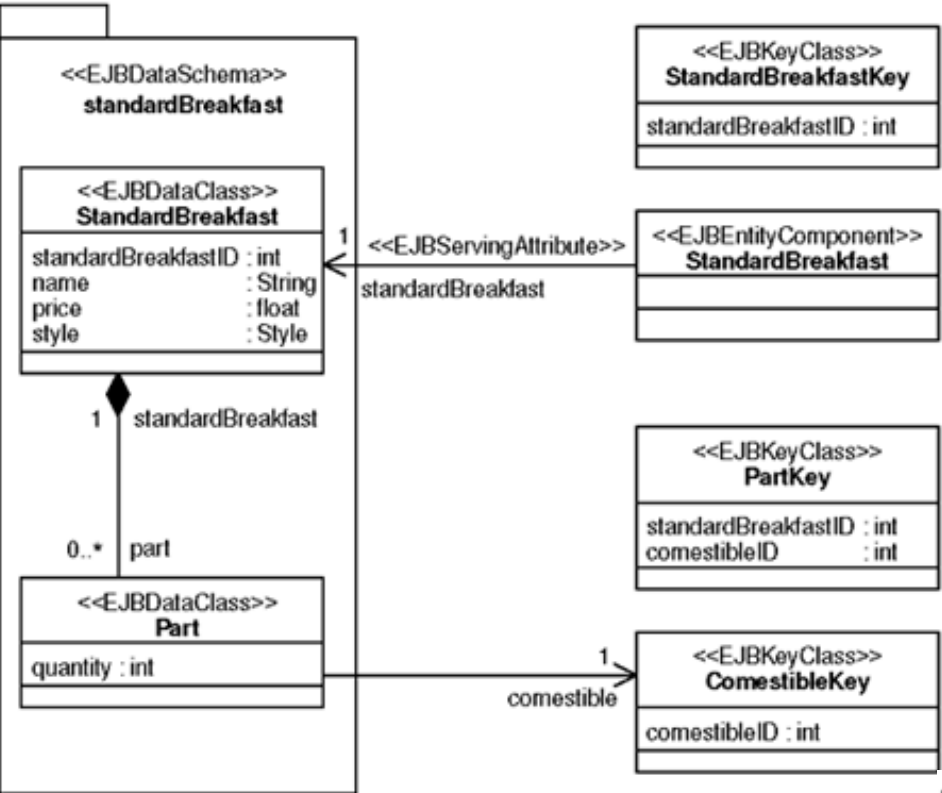 <<EJBDataSchema>>
standardBreakfast
<<EJBDataClass>>
StandardBreakfast
standardBreakfastID : int
name : String
price : float
style : Style
1
standardBreakfast
0..*
part
<<EJBDataClass>>
Part
quantity : int
1
<<EJBServingAttribute>>
standardBreakfast
1
comestible
<<EJBKeyClass>>
StandardBreakfastKey
standardBreakfastID : int
<<EJBEntityComponent>>
StandardBreakfast
<<EJBKeyClass>>
PartKey
standardBreakfastID : int
comestibleID : int
<<EJBKeyClass>>
ComestibleKey
comestibleID : int